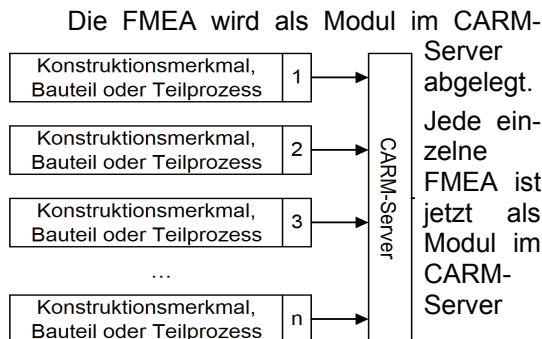 Die FMEA wird als Modul im CARM-
Server
abgelegt.
Jede ein-
zelne
FMEA ist
jetzt als
Modul im
CARM-
Server
Konstruktionsmerkmal,
Bauteil oder Teilprozess
1
Konstruktionsmerkmal,
Bauteil oder Teilprozess
2
Konstruktionsmerkmal,
Bauteil oder Teilprozess
3
...
Konstruktionsmerkmal,
Bauteil oder Teilprozess
n
CARM-Server